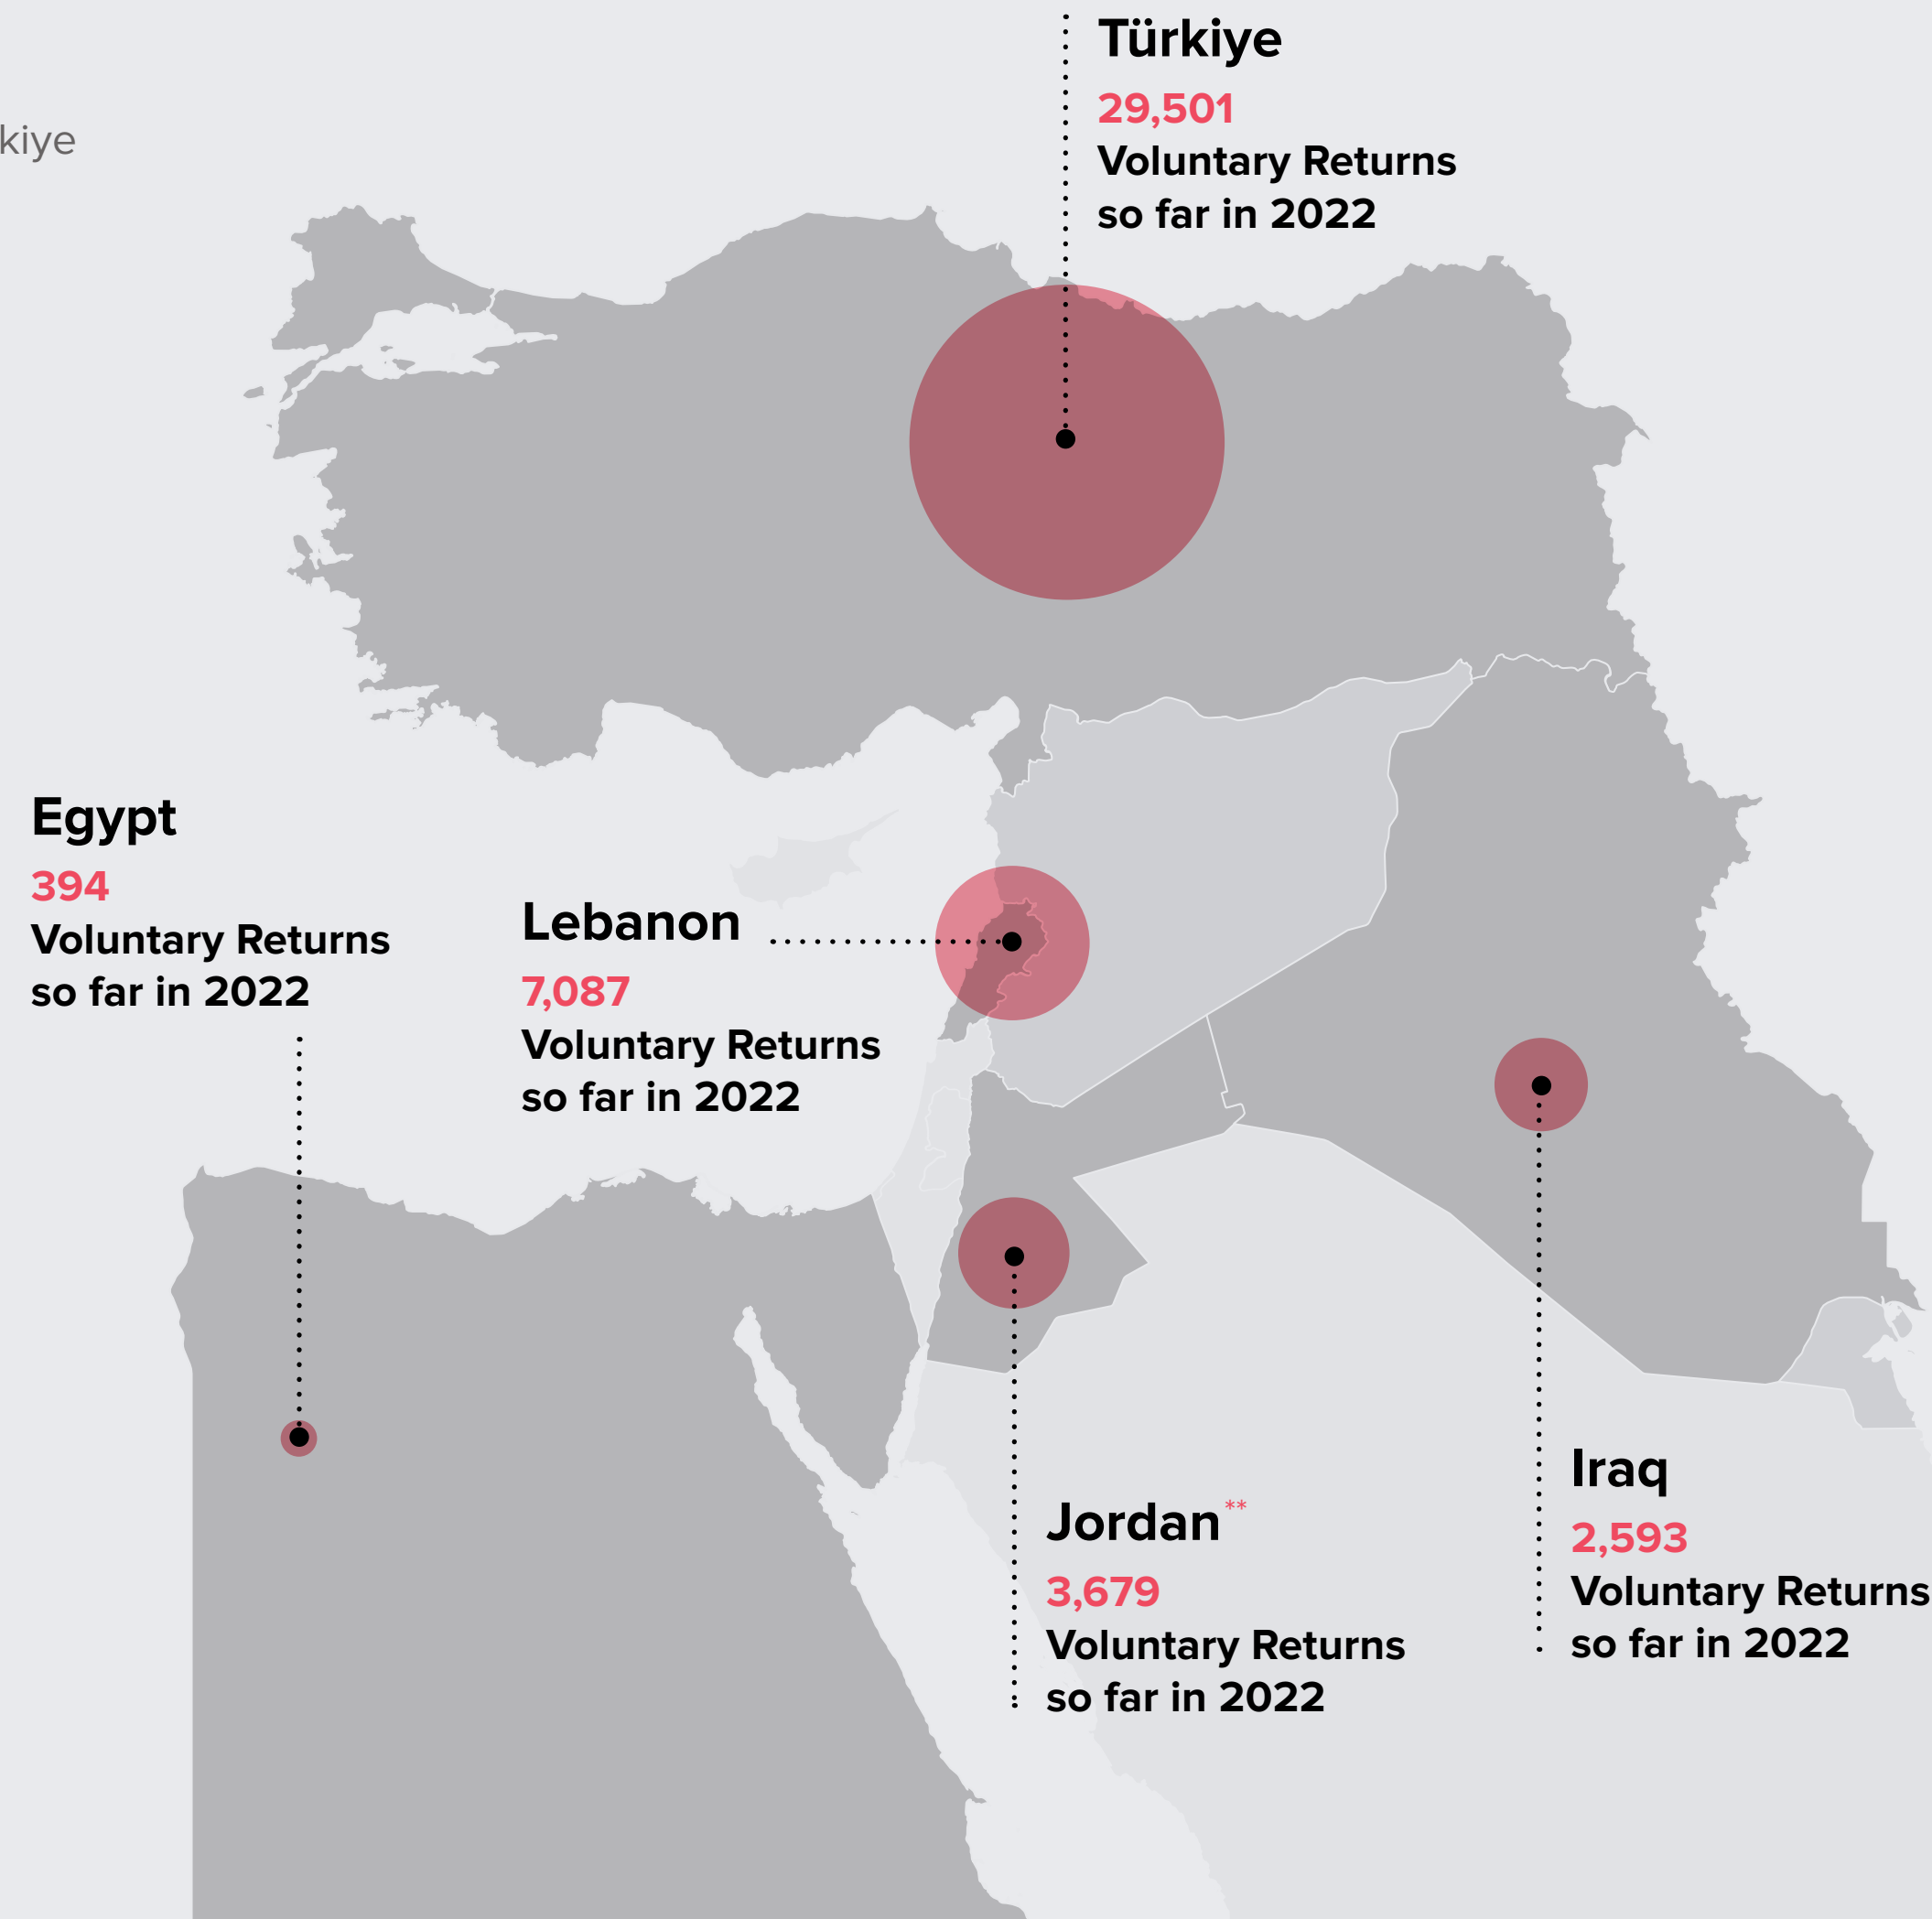 Türkiye
29,501
Voluntary Returns
so far in 2022
kiye
Egypt
394
Voluntary Returns
so far in 2022
Lebanon
7,087
Voluntary Returns
so far in 2022
Jordan**
3,679
Voluntary Returns
so far in 2022
Iraq
2,593
Voluntary Returns
so far in 2022